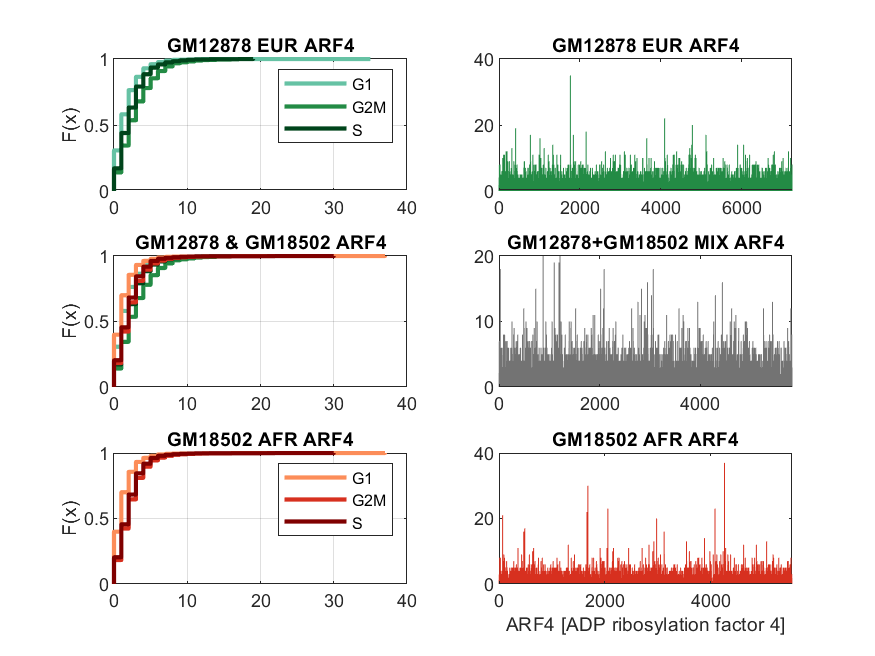 GM12878 EUR ARF4
F(x)
1
0.5
0
0 10 20 30 40
G1
G2M
S
GM12878 EUR ARF4
40
20
0
0 2000 4000 6000
GM12878 & GM18502 ARF4
F(x)
1
0.5
0
0 10 20 30 40
GM12878+GM18502 MIX ARF4
20
10
0
0 2000 4000
GM18502 AFR ARF4
F(x)
1
0.5
0
0 10 20 30 40
G1
G2M
S
GM18502 AFR ARF4
40
20
0
0 2000 4000
ARF4 [ADP ribosylation factor 4]